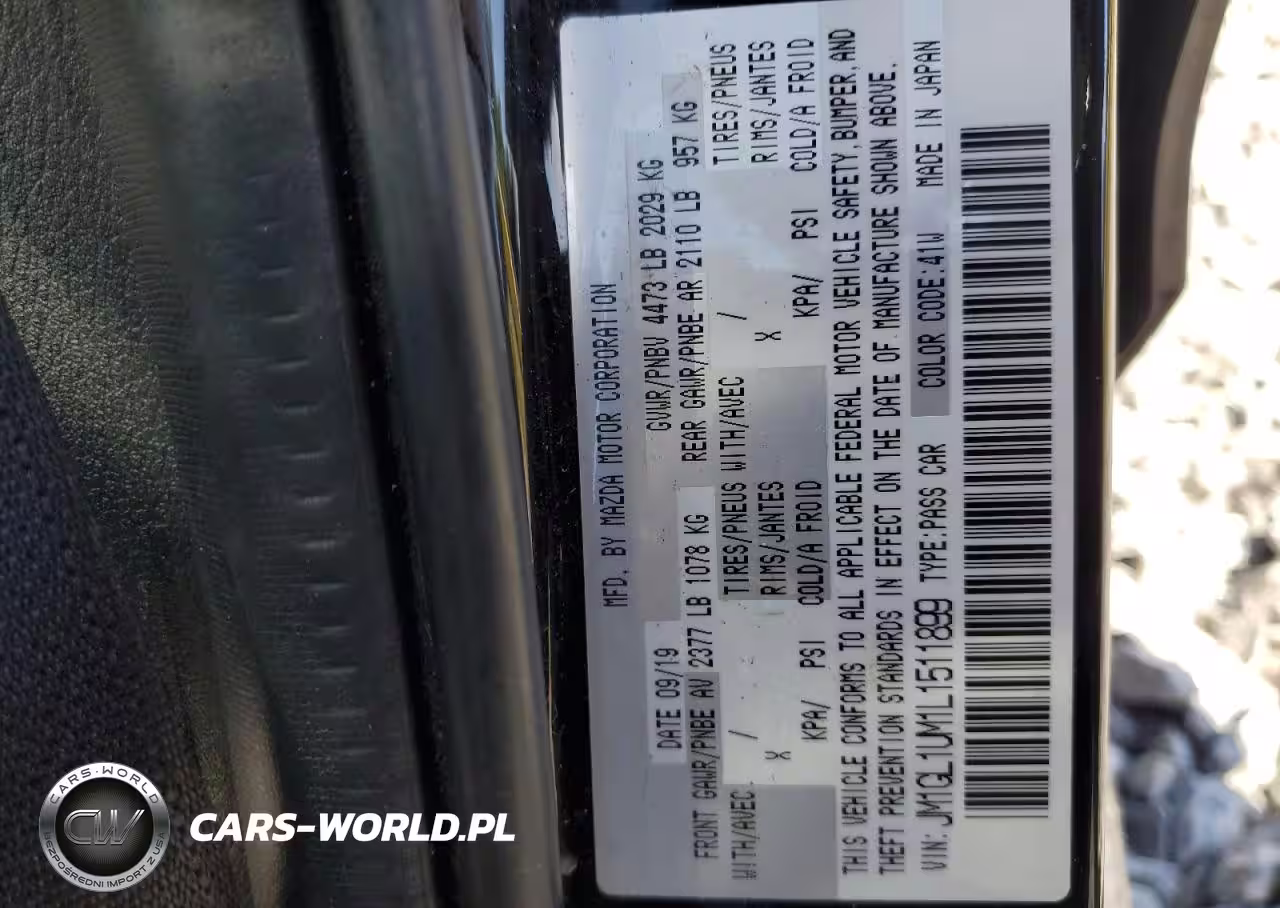 MFD. BY MAZDA MOTOR CORPORATION
DATE 09/19 GVWR/PNBV 4473 LB 2029 KG
FRONT GAWR/PNBE AV 2377 LB 1078 KG REAR GAWR/PNBE AR 2110 LB 957 KG
WITH/AVEC / TIRES/PNEUS WITH/AVEC / TIRES/PNEUS
X RIMS/JANTES X RIMS/JANTES
KPA/ PSI COLD/A FROID KPA/ PSI COLD/A FROID
THIS VEHICLE CONFORMS TO ALL APPLICABLE FEDERAL MOTOR VEHICLE SAFETY, BUMPER, AND
THEFT PREVENTION STANDARDS IN EFFECT ON THE DATE OF MANUFACTURE SHOWN ABOVE.
VIN: JM1GL1UM1L1511899 TYPE:PASS CAR COLOR CODE:41W MADE IN JAPAN
CARS-WORLD
CW
BEZPOŚREDNI IMPORT Z USA
CARS-WORLD.PL